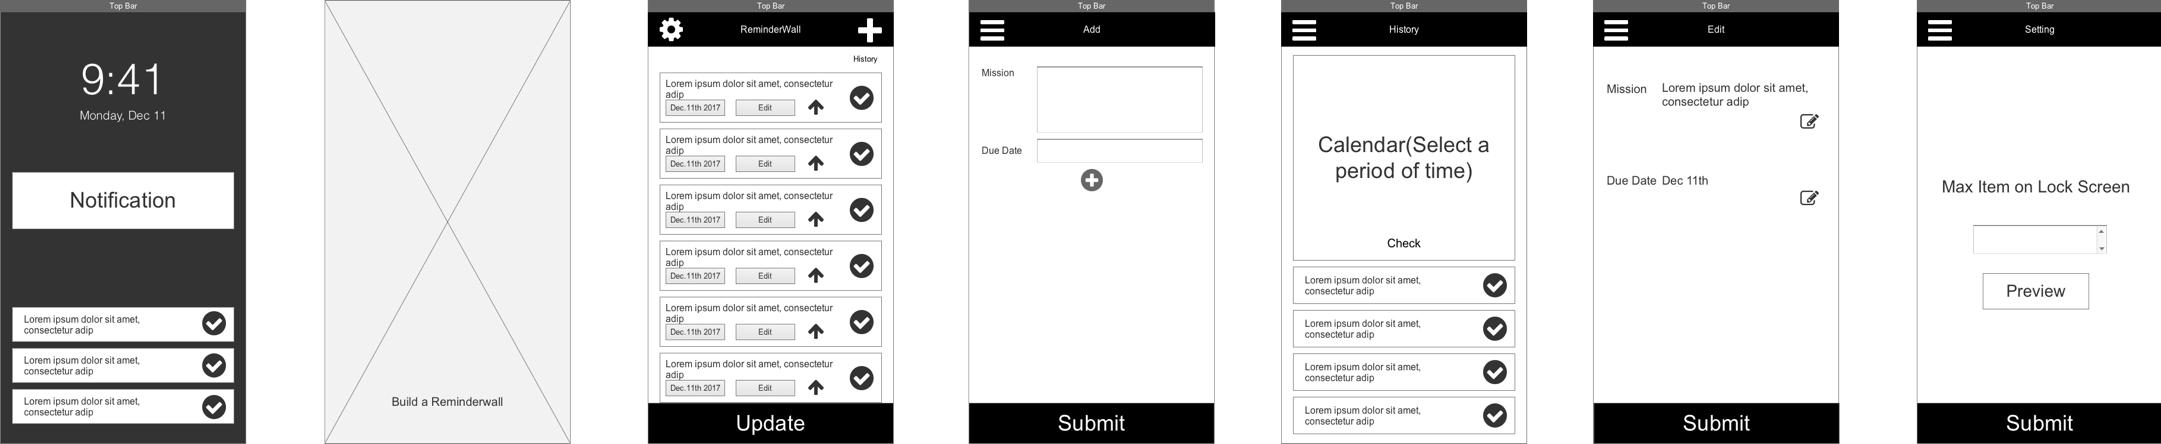 Top Bar
9:41
Monday, Dec 11
Notification
Lorem ipsum dolor sit amet,
consectetur adip
Lorem ipsum dolor sit amet,
consectetur adip
Lorem ipsum dolor sit amet,
consectetur adip
Build a Reminderwall
Top Bar
ReminderWall
History
Lorem ipsum dolor sit amet, consectetur
adip
Dec.11th 2017 Edit
Lorem ipsum dolor sit amet, consectetur
adip
Dec.11th 2017 Edit
Lorem ipsum dolor sit amet, consectetur
adip
Dec.11th 2017 Edit
Lorem ipsum dolor sit amet, consectetur
adip
Dec.11th 2017 Edit
Lorem ipsum dolor sit amet, consectetur
adip
Dec.11th 2017 Edit
Lorem ipsum dolor sit amet, consectetur
adip
Dec.11th 2017 Edit
Update
Top Bar
Add
Mission
Due Date
Submit
Top Bar
History
Calendar(Select a
period of time)
Check
Lorem ipsum dolor sit amet,
consectetur adip
Lorem ipsum dolor sit amet,
consectetur adip
Lorem ipsum dolor sit amet,
consectetur adip
Lorem ipsum dolor sit amet,
consectetur adip
Top Bar
Edit
Mission Lorem ipsum dolor sit amet,
consectetur adip
Due Date Dec 11th
Submit
Top Bar
Setting
Max Item on Lock Screen
Preview
Submit